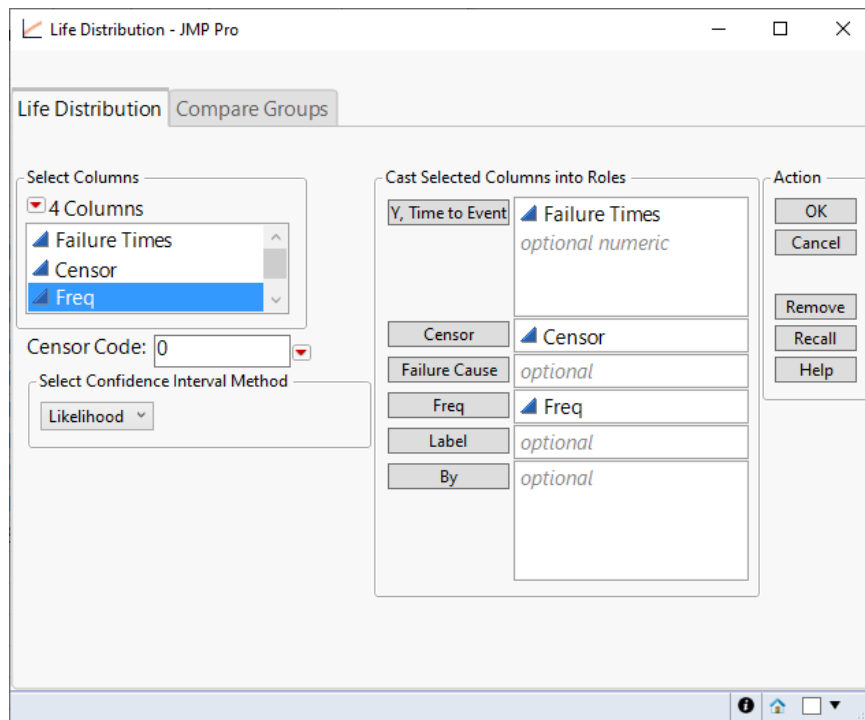 Life Distribution - JMP Pro
Life Distribution Compare Groups
Select Columns
4 Columns
Failure Times
Censor
Freq
Censor Code: 0
Select Confidence Interval Method
Likelihood
Cast Selected Columns into Roles
Y, Time to Event Failure Times
optional numeric
Censor Censor
Failure Cause optional
Freq Freq
Label optional
By optional
Action
OK
Cancel
Remove
Recall
Help